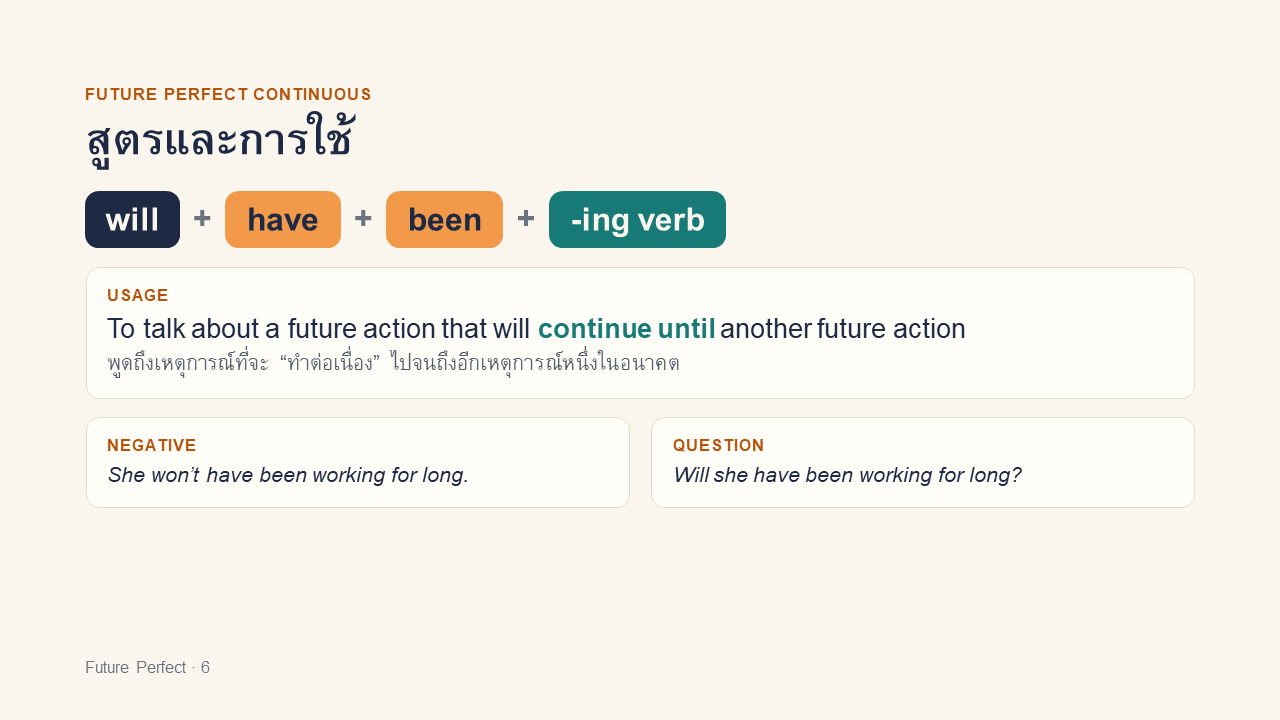 FUTURE PERFECT CONTINUOUS
สูตรและการใช้
will + have + been + -ing verb
USAGE
To talk about a future action that will continue until another future action
พูดถึงเหตุการณ์ที่จะ “ทำต่อเนื่อง” ไปจนถึงอีกเหตุการณ์หนึ่งในอนาคต
NEGATIVE
She won’t have been working for long.
QUESTION
Will she have been working for long?
Future Perfect · 6